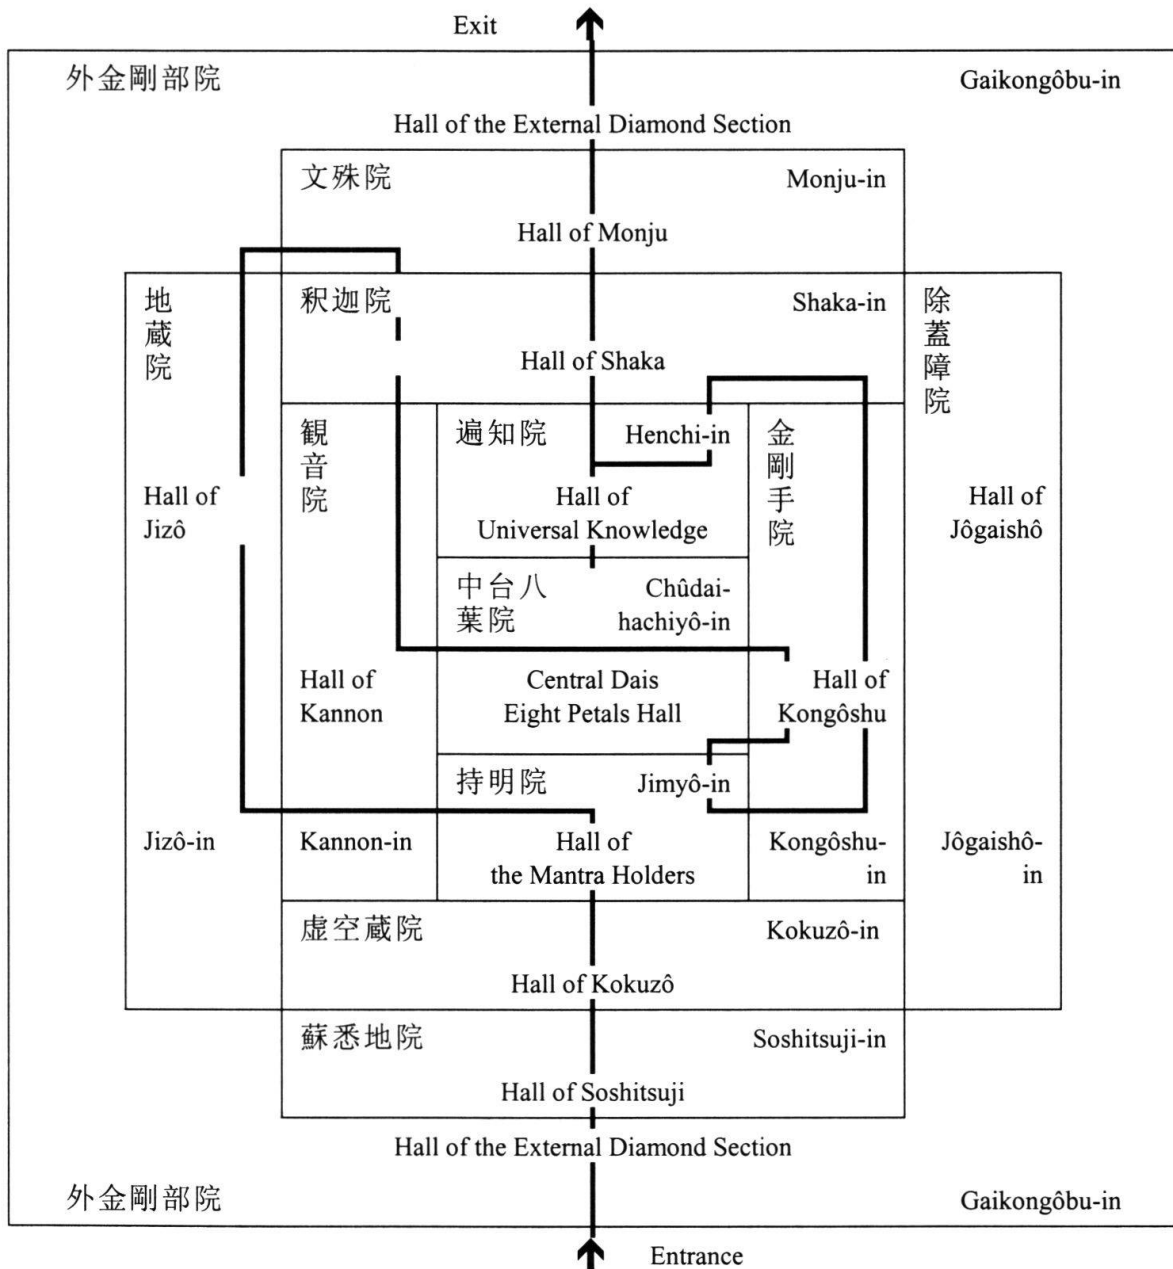 Exit
外金剛部院
Gaikongôbu-in
Hall of the External Diamond Section
文殊院
Monju-in
Hall of Monju
地蔵院
釈迦院
Shaka-in
除蓋障院
Hall of Shaka
観音院
遍知院
Henchi-in
金剛手院
Hall of
Jizô
Hall of
Universal Knowledge
Hall of
Jôgaishô
中台八
葉院
Chûdai-
hachiyô-in
Hall of
Kannon
Central Dais
Eight Petals Hall
Hall of
Kongôshu
持明院
Jimyô-in
Jizô-in
Kannon-in
Hall of
the Mantra Holders
Kongôshu-
in
Jôgaishô-
in
虚空蔵院
Kokuzô-in
Hall of Kokuzô
蘇悉地院
Soshitsuji-in
Hall of Soshitsuji
Hall of the External Diamond Section
外金剛部院
Gaikongôbu-in
Entrance